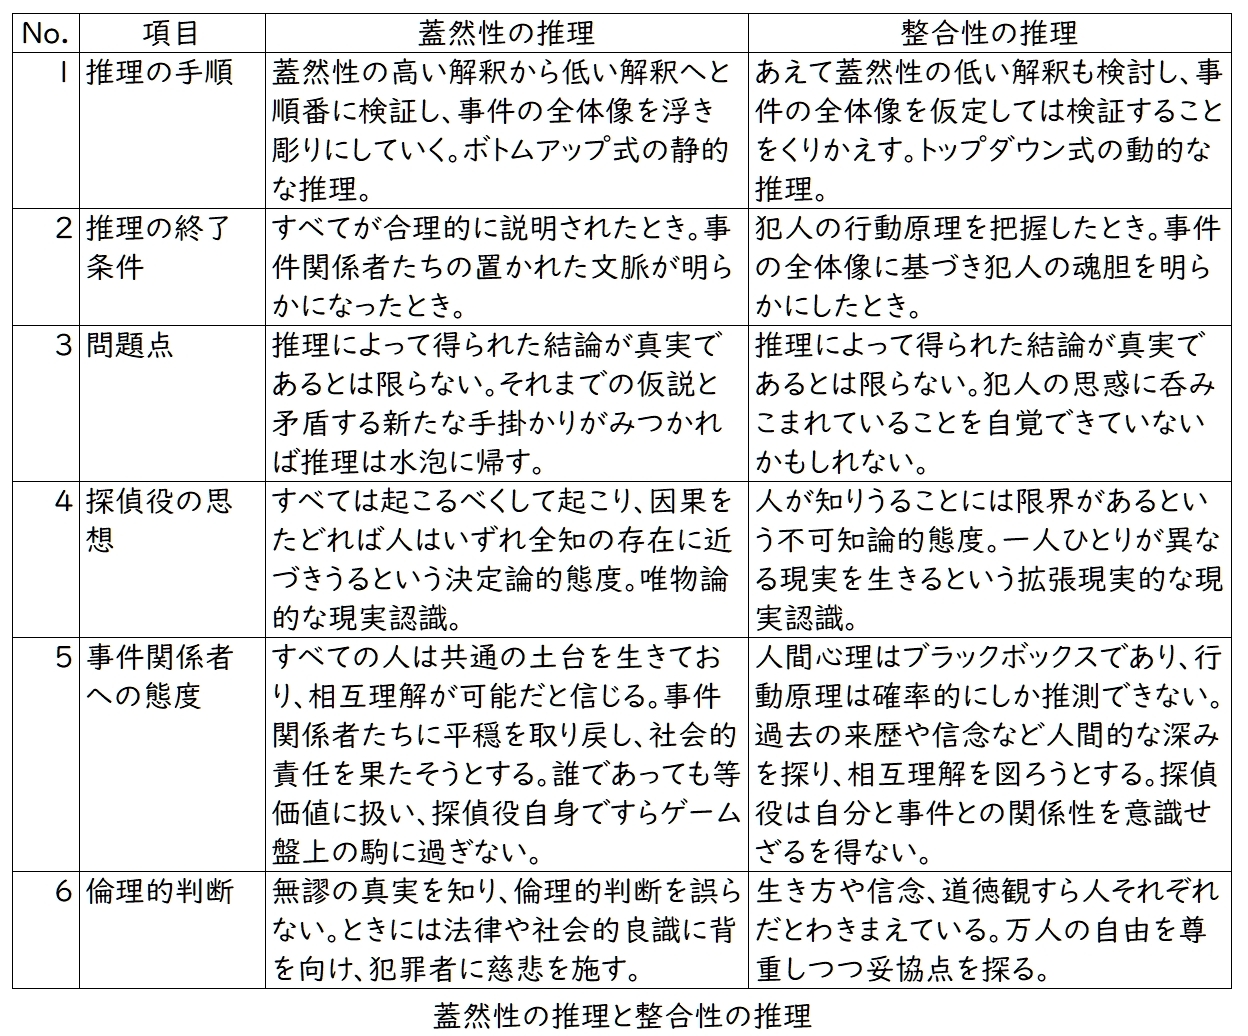 No. 項目 蓋然性の推理 整合性の推理
1 推理の手順
蓋然性の高い解釈から低い解釈へと
順番に検証し、事件の全体像を浮き
彫りにしていく。ボトムアップ式の静的
な推理。
あえて蓋然性の低い解釈も検討し、事
件の全体像を仮定しては検証すること
をくりかえす。トップダウン式の動的な
推理。
2 推理の終了
条件
すべてが合理的に説明されたとき。事
件関係者たちの置かれた文脈が明ら
かになったとき。
犯人の行動原理を把握したとき。事件
の全体像に基づき犯人の魂胆を明ら
かにしたとき。
3 問題点
推理によって得られた結論が真実で
あるとは限らない。それまでの仮説と
矛盾する新たな手掛かりがみつかれ
ば推理は水泡に帰す。
推理によって得られた結論が真実で
あるとは限らない。犯人の思惑に呑み
こまれていることを自覚できていない
かもしれない。
4 探偵役の思
想
すべては起こるべくして起こり、因果を
たどれば人はいずれ全知の存在に近
づきうるという決定論的態度。唯物論
的な現実認識。
人が知りうることには限界があるとい
う不可知論的態度。一人ひとりが異な
る現実を生きるという拡張現実的な現
実認識。
5 事件関係者
への態度
すべての人は共通の土台を生きてお
り、相互理解が可能だと信じる。事件
関係者たちに平穏を取り戻し、社会的
責任を果たそうとする。誰であっても等
価値に扱い、探偵役自身ですらゲーム
盤上の駒に過ぎない。
人間心理はブラックボックスであり、行
動原理は確率的にしか推測できない。
過去の来歴や信念など人間的な深み
を探り、相互理解を図ろうとする。探偵
役は自分と事件との関係性を意識せ
ざるを得ない。
6 倫理的判断
無謬の真実を知り、倫理的判断を誤ら
ない。ときには法律や社会的良識に背
を向け、犯罪者に慈悲を施す。
生き方や信念、道徳観すら人それぞれ
だとわきまえている。万人の自由を尊
重しつつ妥協点を探る。
蓋然性の推理と整合性の推理